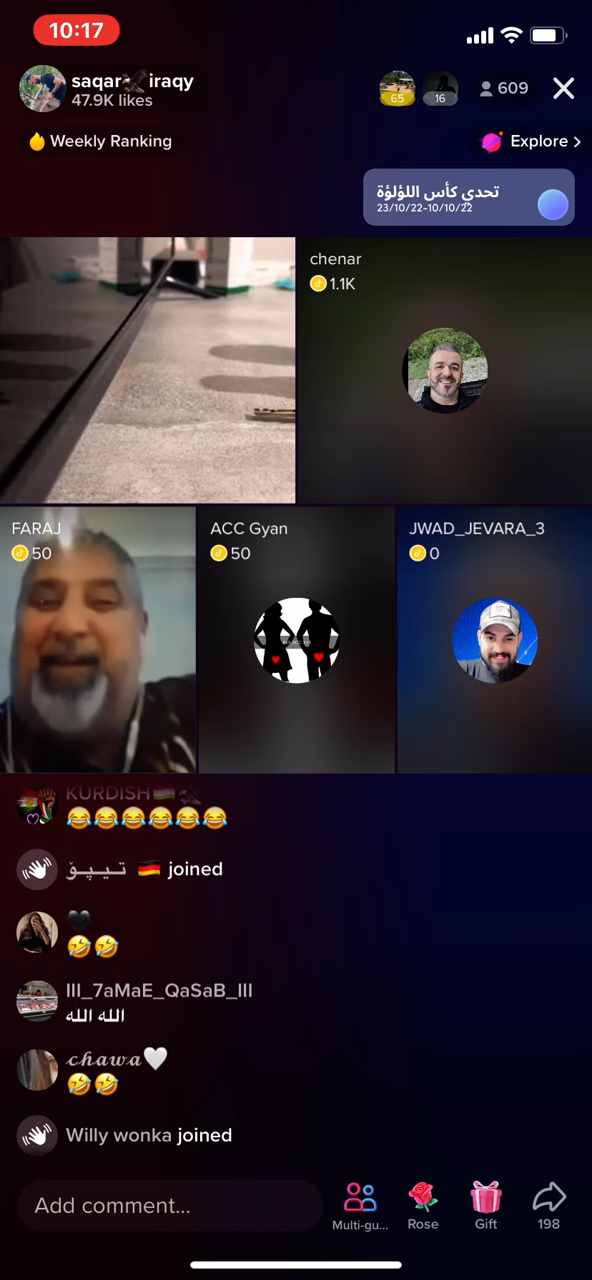 10:17
saqar🦅iraqy
47.9K likes
65
16
609
Weekly Ranking
Explore >
تحدي كأس اللؤلؤة
23/10/22-10/10/22
chenar
1.1K
FARAJ
50
ACC Gyan
50
JWAD_JEVARA_3
0
KURDISH
😂😂😂😂😂😂
تـيـپـۆ 🇩🇪 joined
🖤
🤣🤣
III_7aMaE_QaSaB_III
الله الله
𝓬𝓱𝓪𝔀𝓪🤍
🤣🤣
Willy wonka joined
Add comment...
Multi-gu...
Rose
Gift
198